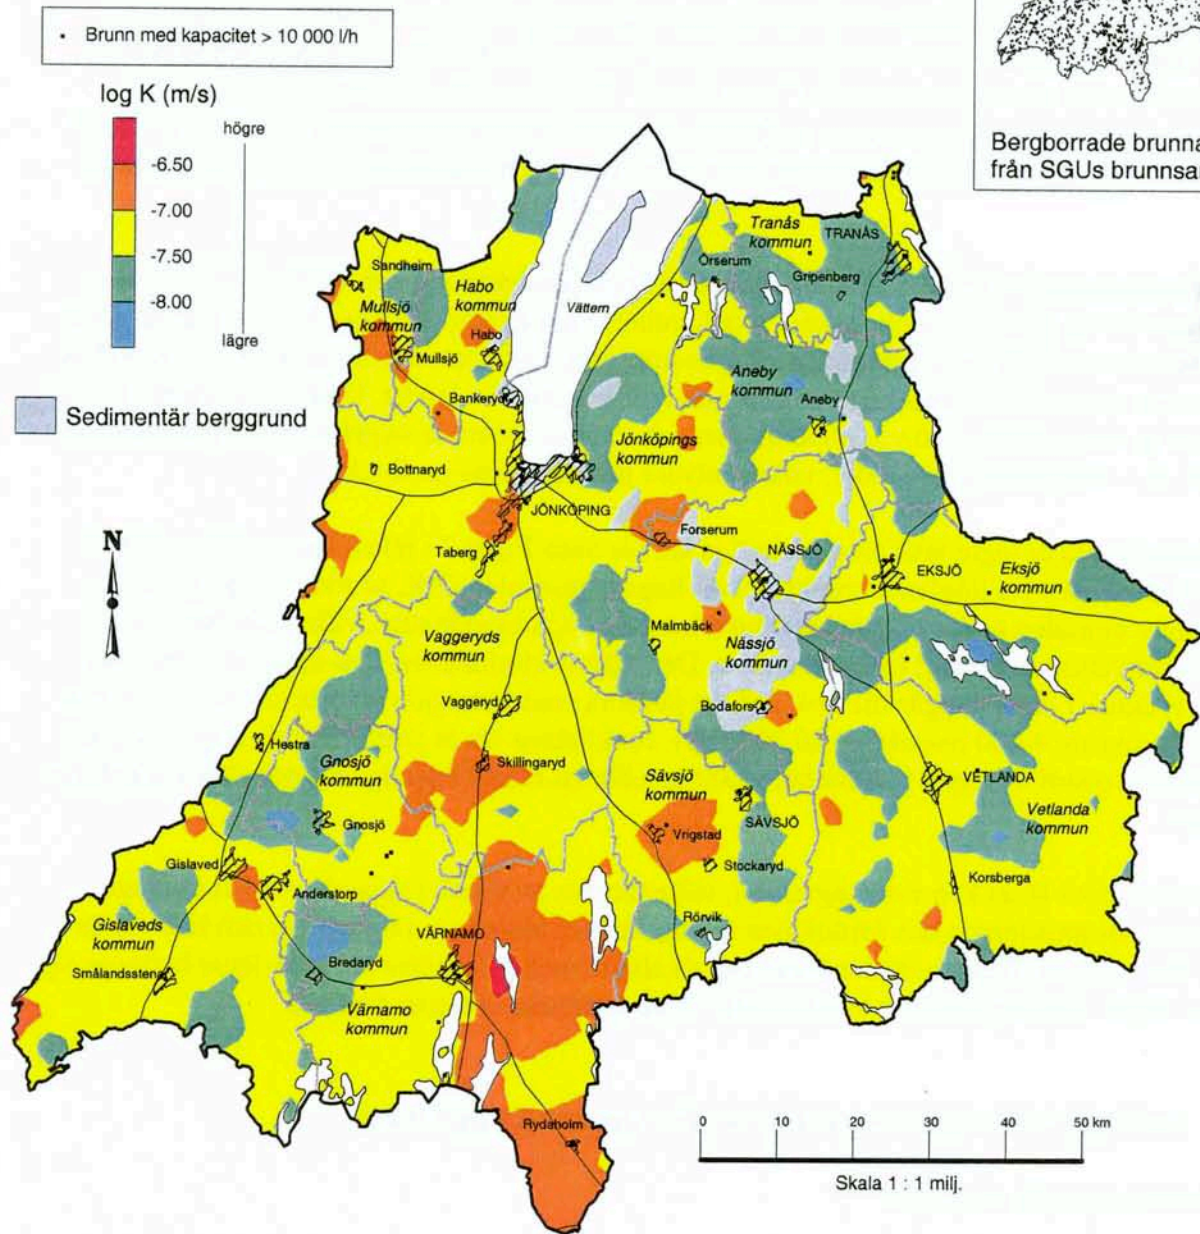 Brunn med kapacitet > 10 000 l/h
Bergborrade
från SGUs
log K (m/s)
högre
-6.50
-7.00
-7.50
-8.00
lägre
Sedimentär berggrund
N
Tranås
kommun
TRANÅS
Örserum
Gripenberg
Sandheim
Habo
kommun
Mullsjö
kommun
Vättern
Habo
Mullsjö
Aneby
kommun
Aneby
Bankeryd
Jönköpings
kommun
Bottnaryd
JÖNKÖPING
Forserum
Taberg
NÄSSJÖ
EKSJÖ
Eksjö
kommun
Malmbäck
Vaggeryds
kommun
Nässjö
kommun
Vaggeryd
Bodafors
Hestra
Gnosjö
kommun
Skillingaryd
Sävsjö
kommun
VETLANDA
SÄVSJÖ
Vetlanda
kommun
Gnosjö
Vrigstad
Stockaryd
Gislaved
Anderstorp
Korsberga
Gislaveds
kommun
VÄRNAMO
Rörvik
Smålandsstenar
Bredaryd
Värnamo
kommun
Rydaholm
0 10 20 30 40 50 km
Skala 1 : 1 milj.